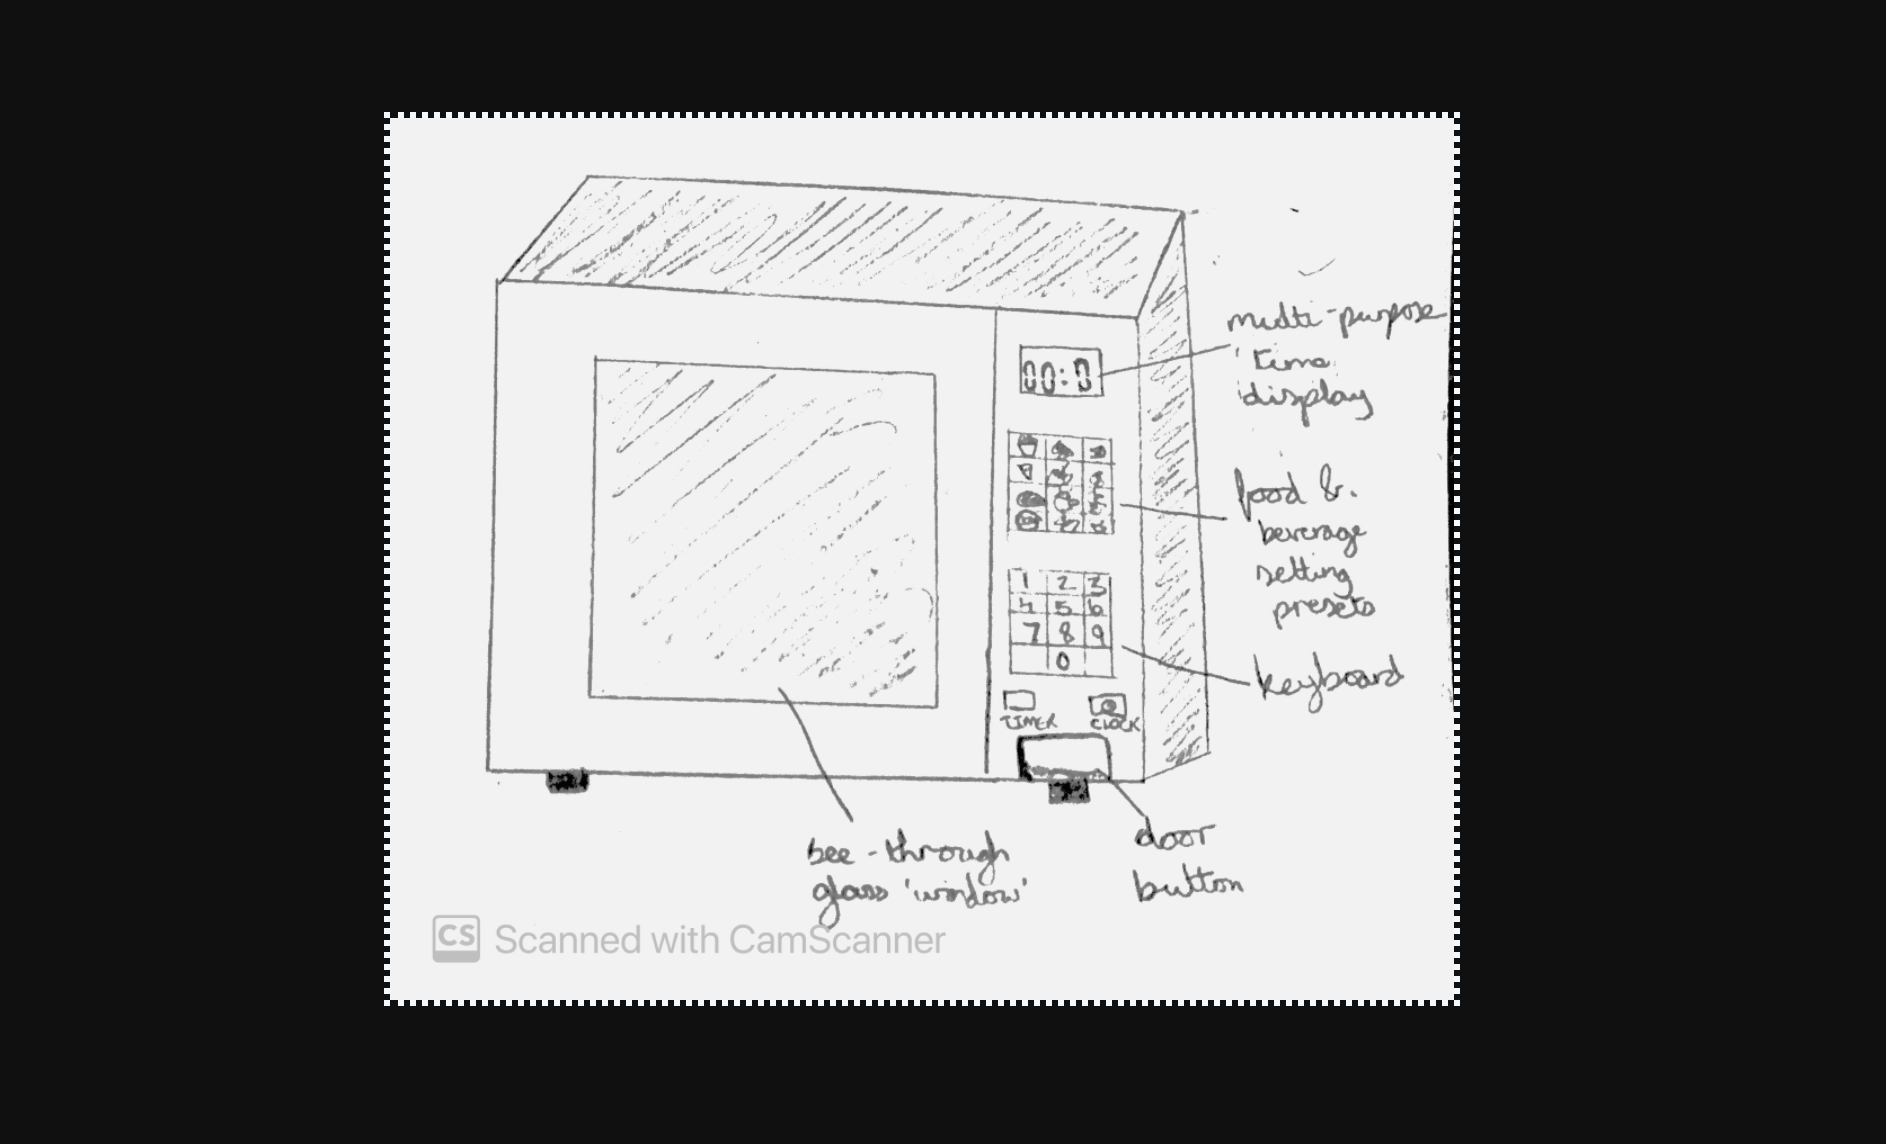 00:0
multi-purpose
time
display
food &
beverage
setting
presets
1 2 3
4 5 6
7 8 9
0
keyboard
TIMER CLOCK
door
button
see-through
glass 'window'
CS Scanned with CamScanner